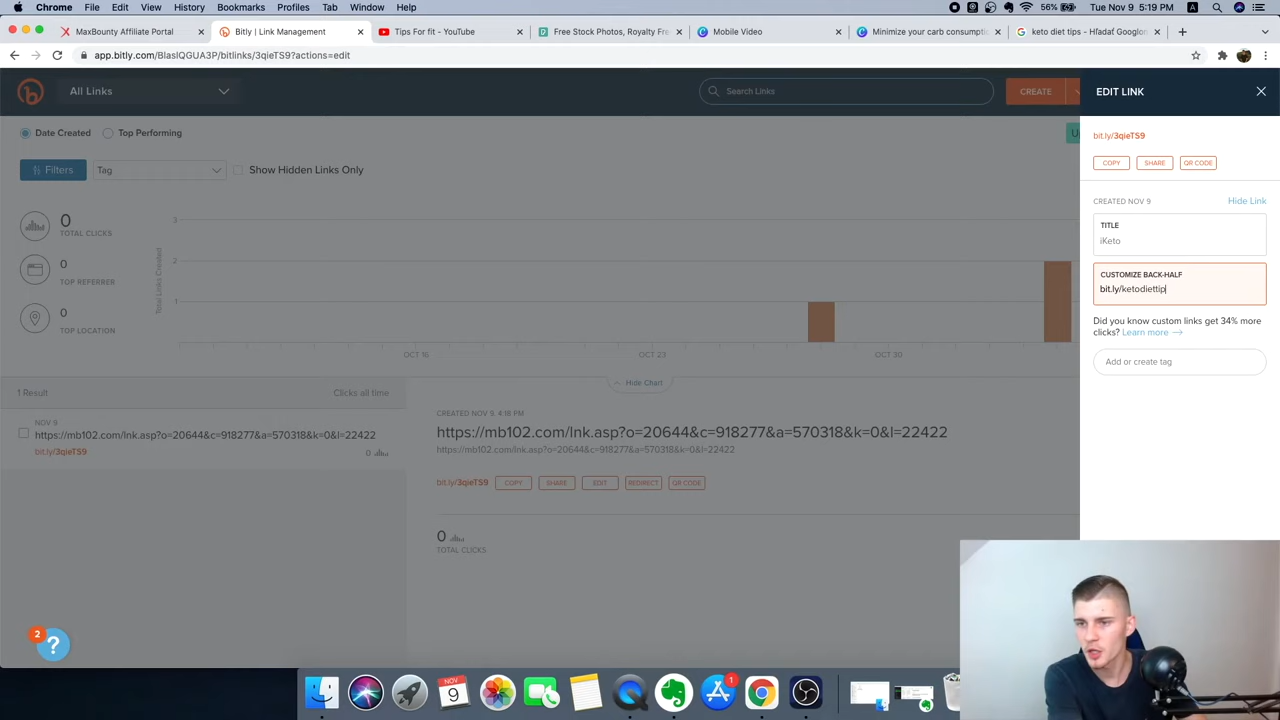 Chrome File Edit View History Bookmarks Profiles Tab Window Help 56% Tue Nov 9 5:19 PM
MaxBounty Affiliate Portal Bitly | Link Management Tips For fit - YouTube Free Stock Photos, Royalty Fre Mobile Video Minimize your carb consumptio keto diet tips - Hľadať Googlom
app.bitly.com/BlaslQGUA3P/bitlinks/3qieTS9?actions=edit
All Links Search Links CREATE EDIT LINK
Date Created Top Performing
bit.ly/3qieTS9
COPY SHARE QR CODE
Filters Tag Show Hidden Links Only
CREATED NOV 9 Hide Link
TITLE
iKeto
CUSTOMIZE BACK-HALF
bit.ly/ketodiettip
Did you know custom links get 34% more
clicks? Learn more
Add or create tag
0
TOTAL CLICKS
0
TOP REFERRER
0
TOP LOCATION
Total Links Created
3
2
1
OCT 16 OCT 23 OCT 30
Hide Chart
1 Result Clicks all time
NOV 9
https://mb102.com/lnk.asp?o=20644&c=918277&a=570318&k=0&l=22422
bit.ly/3qieTS9 0
CREATED NOV 9, 4:18 PM
https://mb102.com/lnk.asp?o=20644&c=918277&a=570318&k=0&l=22422
https://mb102.com/lnk.asp?o=20644&c=918277&a=570318&k=0&l=22422
bit.ly/3qieTS9 COPY SHARE EDIT REDIRECT QR CODE
0
TOTAL CLICKS
2
?
NOV
9
1